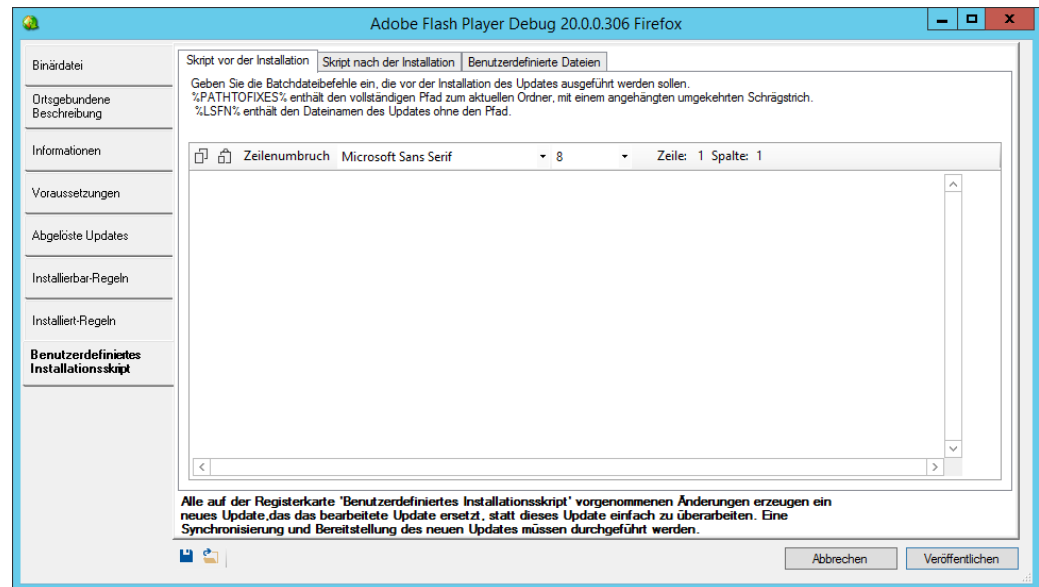 Adobe Flash Player Debug 20.0.0.306 Firefox
Binärdatei
Ortsgebundene
Beschreibung
Informationen
Voraussetzungen
Abgelöste Updates
Installierbar-Regeln
Installiert-Regeln
Benutzerdefiniertes
Installationsskript
Skript vor der Installation Skript nach der Installation Benutzerdefinierte Dateien
Geben Sie die Batchdateibefehle ein, die vor der Installation des Updates ausgeführt werden sollen.
%PATHTOFIXES% enthält den vollständigen Pfad zum aktuellen Ordner, mit einem angehängten umgekehrten Schrägstrich.
%LSFN% enthält den Dateinamen des Updates ohne den Pfad.
Zeilenumbruch Microsoft Sans Serif 8 Zeile: 1 Spalte: 1
Alle auf der Registerkarte 'Benutzerdefiniertes Installationsskript' vorgenommenen Änderungen erzeugen ein
neues Update,das das bearbeitete Update ersetzt, statt dieses Update einfach zu überarbeiten. Eine
Synchronisierung und Bereitstellung des neuen Updates müssen durchgeführt werden.
Abbrechen Veröffentlichen